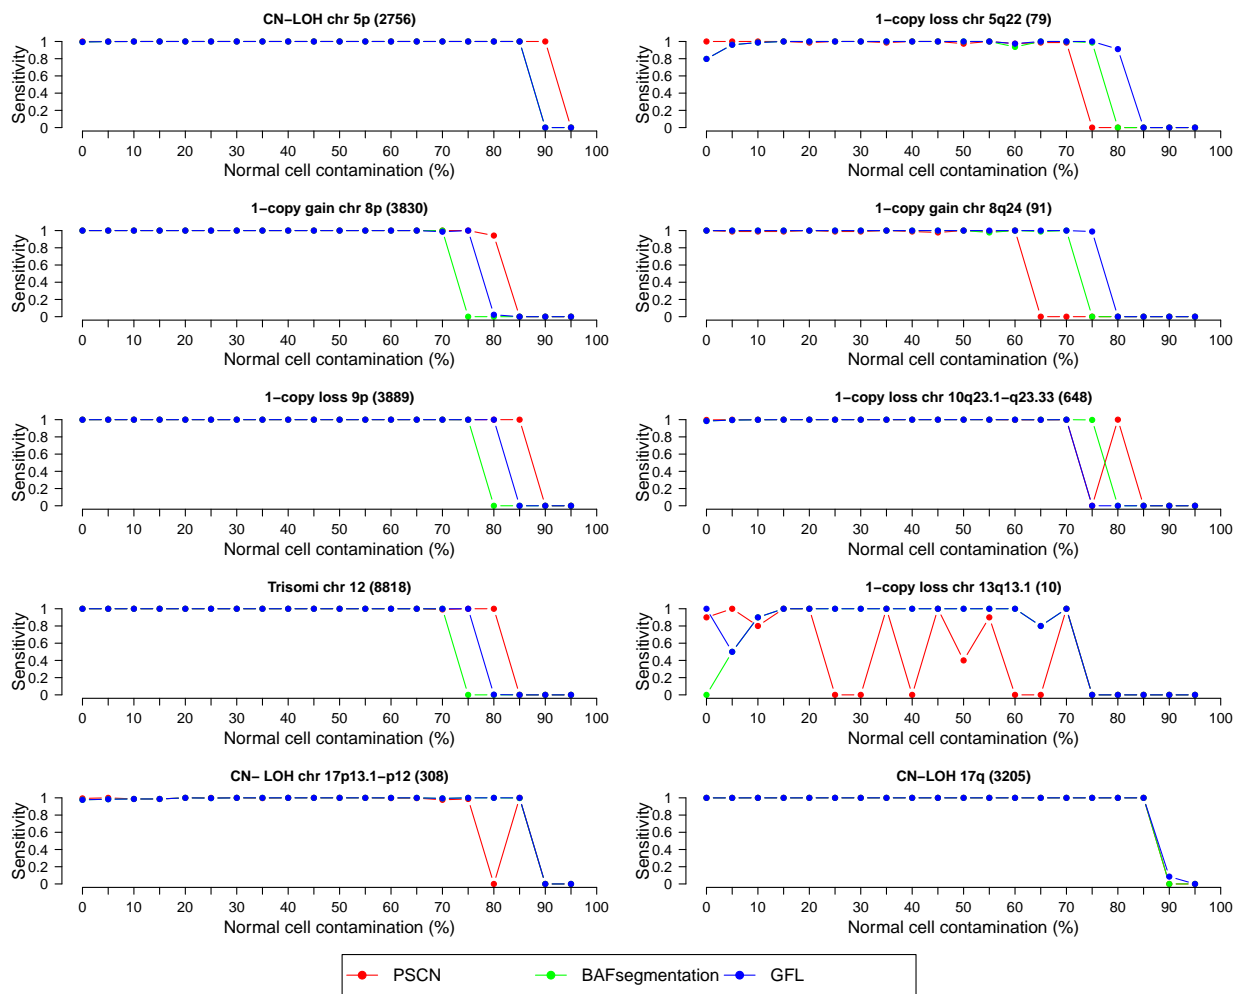 CN−LOH chr 5p (2756)
Sensitivity
1
0.8
0.6
0.4
0.2
0
0 10 20 30 40 50 60 70 80 90 100
Normal cell contamination (%)
1−copy loss chr 5q22 (79)
Sensitivity
1
0.8
0.6
0.4
0.2
0
0 10 20 30 40 50 60 70 80 90 100
Normal cell contamination (%)
1−copy gain chr 8p (3830)
Sensitivity
1
0.8
0.6
0.4
0.2
0
0 10 20 30 40 50 60 70 80 90 100
Normal cell contamination (%)
1−copy gain chr 8q24 (91)
Sensitivity
1
0.8
0.6
0.4
0.2
0
0 10 20 30 40 50 60 70 80 90 100
Normal cell contamination (%)
1−copy loss 9p (3889)
Sensitivity
1
0.8
0.6
0.4
0.2
0
0 10 20 30 40 50 60 70 80 90 100
Normal cell contamination (%)
1−copy loss chr 10q23.1−q23.33 (648)
Sensitivity
1
0.8
0.6
0.4
0.2
0
0 10 20 30 40 50 60 70 80 90 100
Normal cell contamination (%)
Trisomi chr 12 (8818)
Sensitivity
1
0.8
0.6
0.4
0.2
0
0 10 20 30 40 50 60 70 80 90 100
Normal cell contamination (%)
1−copy loss chr 13q13.1 (10)
Sensitivity
1
0.8
0.6
0.4
0.2
0
0 10 20 30 40 50 60 70 80 90 100
Normal cell contamination (%)
CN− LOH chr 17p13.1−p12 (308)
Sensitivity
1
0.8
0.6
0.4
0.2
0
0 10 20 30 40 50 60 70 80 90 100
Normal cell contamination (%)
CN−LOH 17q (3205)
Sensitivity
1
0.8
0.6
0.4
0.2
0
0 10 20 30 40 50 60 70 80 90 100
Normal cell contamination (%)
PSCN BAFsegmentation GFL